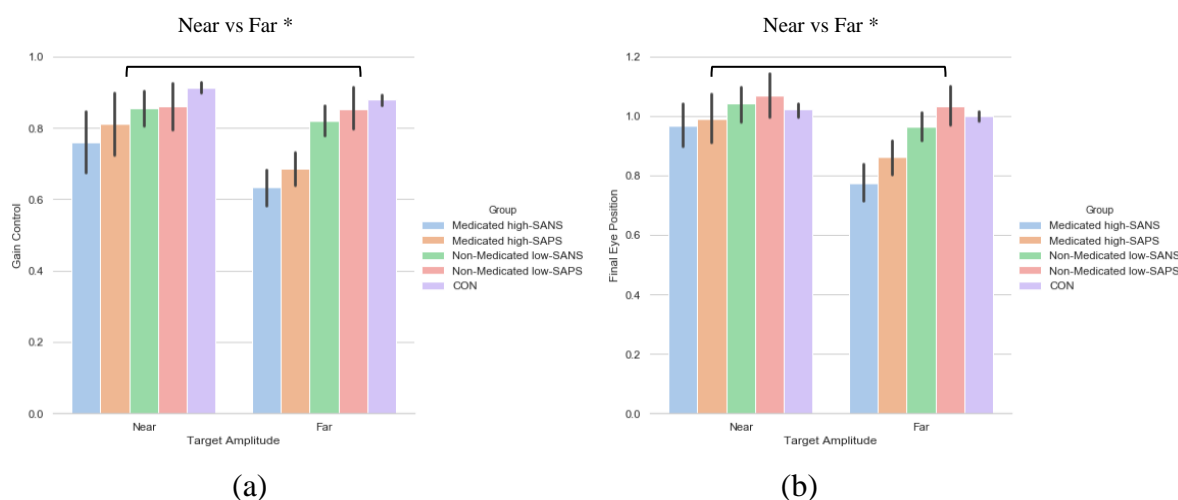 Near vs Far *
1.0
0.8
0.6
0.4
0.2
0.0
Gain Control
Near
Far
Target Amplitude
Group
Medicated high-SANS
Medicated high-SAPS
Non-Medicated low-SANS
Non-Medicated low-SAPS
CON
(a)
Near vs Far *
1.2
1.0
0.8
0.6
0.4
0.2
0.0
Final Eye Position
Near
Far
Target Amplitude
Group
Medicated high-SANS
Medicated high-SAPS
Non-Medicated low-SANS
Non-Medicated low-SAPS
CON
(b)